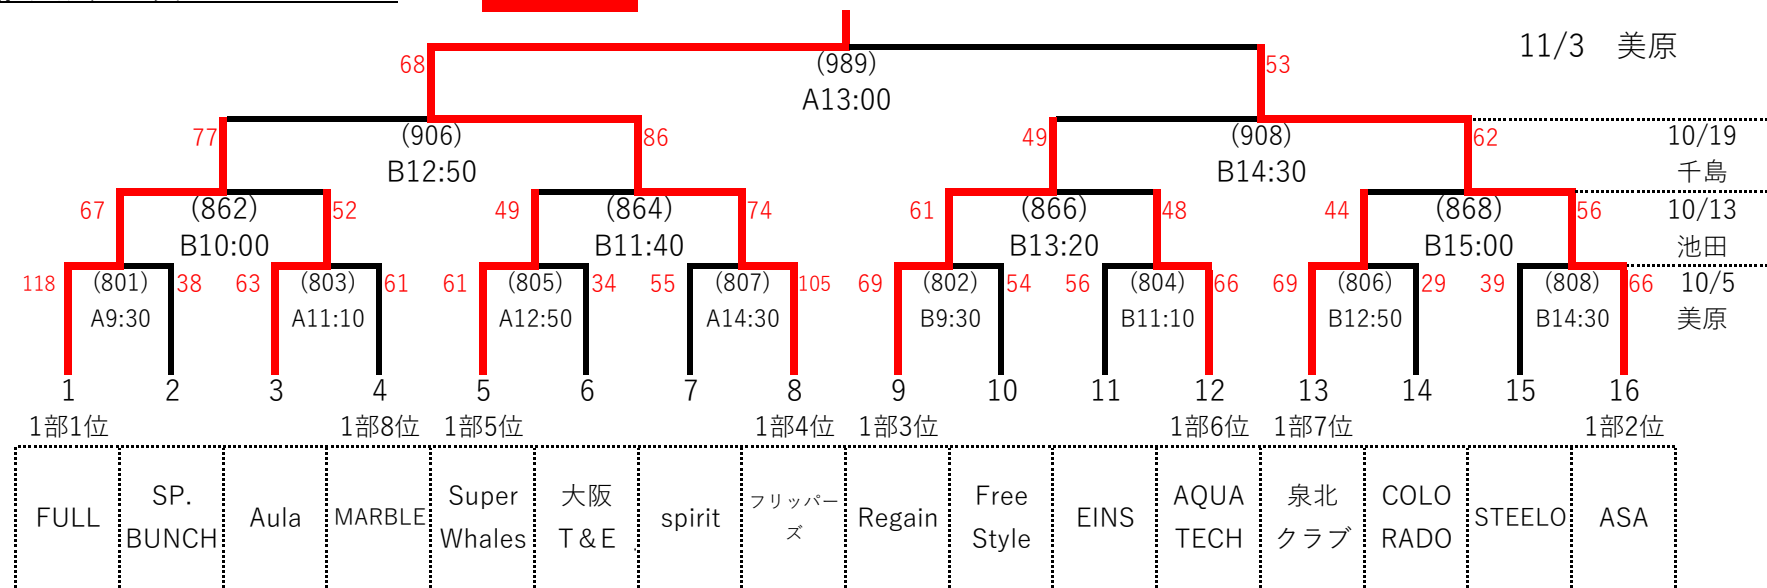 11/3 美原
68
(989)
53
A13:00
77
(906)
86
49
(908)
62
10/19
B12:50
B14:30
千島
67
(862)
52
49
(864)
74
61
(866)
48
44
(868)
56
10/13
B10:00
B11:40
B13:20
B15:00
池田
118
(801)
38
63
(803)
61
61
(805)
34
55
(807)
105
69
(802)
54
56
(804)
66
69
(806)
29
39
(808)
66
10/5
A9:30
A11:10
A12:50
A14:30
B9:30
B11:10
B12:50
B14:30
美原
1
2
3
4
5
6
7
8
9
10
11
12
13
14
15
16
1部1位
1部8位
1部5位
1部4位
1部3位
1部6位
1部7位
1部2位
FULL
SP.
BUNCH
Aula
MARBLE
Super
Whales
大阪
T＆E
spirit
フリッパー
ズ
Regain
Free
Style
EINS
AQUA
TECH
泉北
クラブ
COLO
RADO
STEELO
ASA